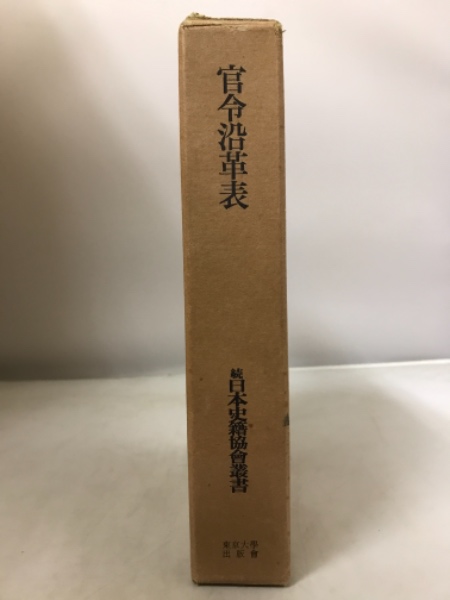 官令沿革表
続日本史籍協會叢書
東京大學
出版會